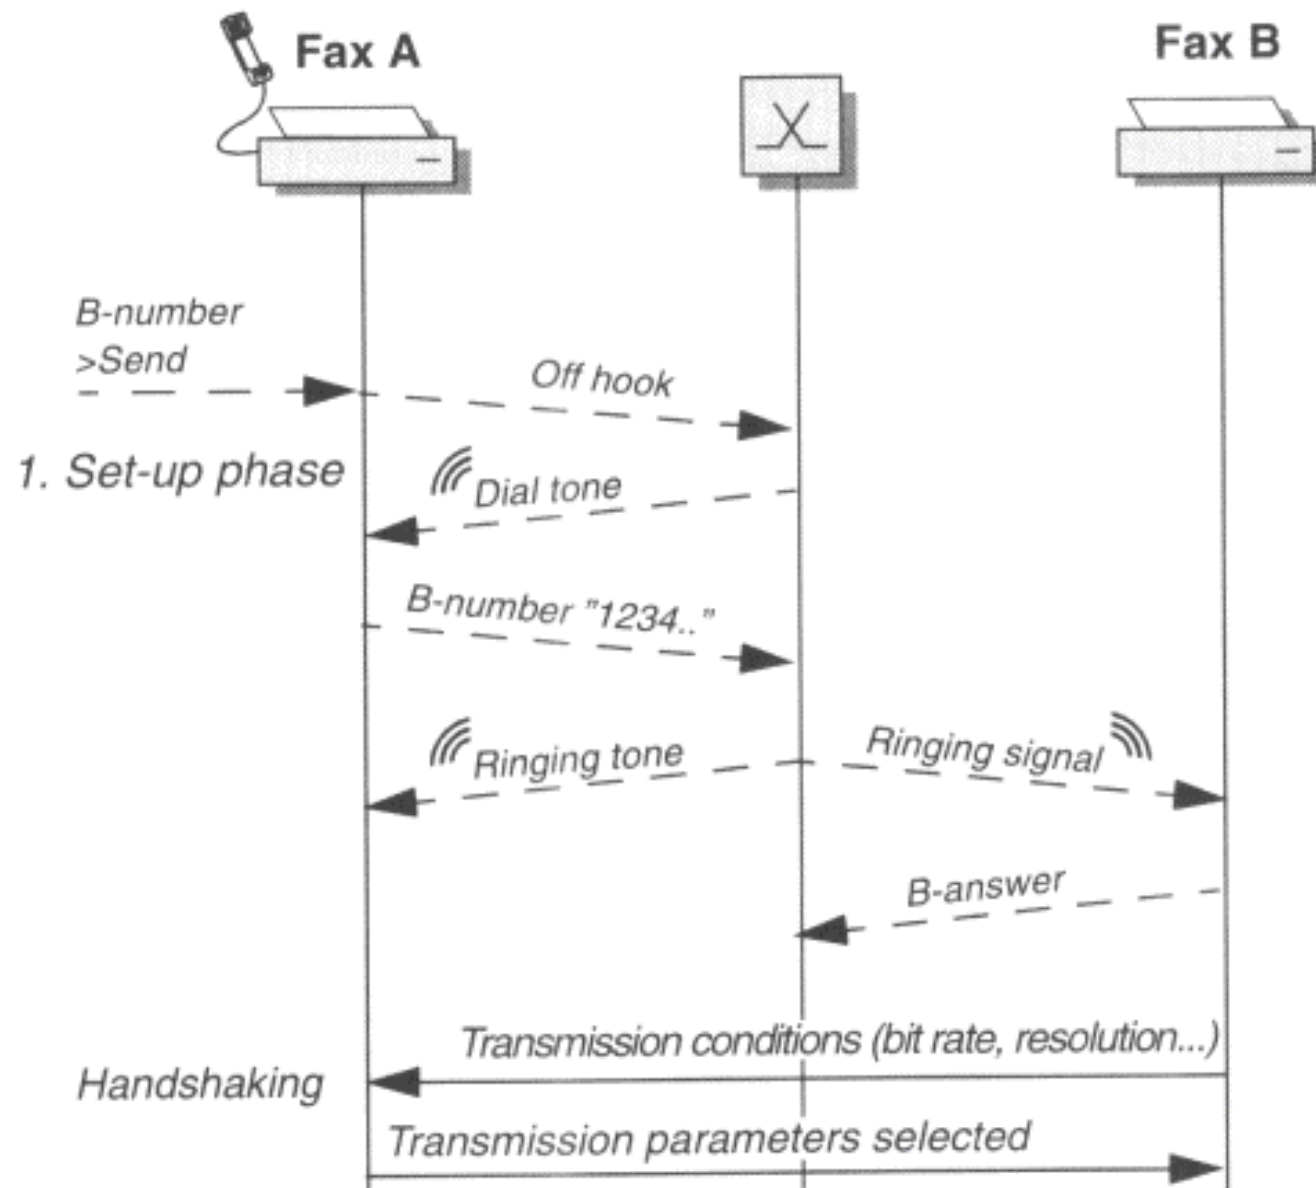 Fax A
Fax B
B-number
>Send
Off hook
1. Set-up phase
Dial tone
B-number "1234.."
Ringing tone
Ringing signal
B-answer
Transmission conditions (bit rate, resolution...)
Handshaking
Transmission parameters selected